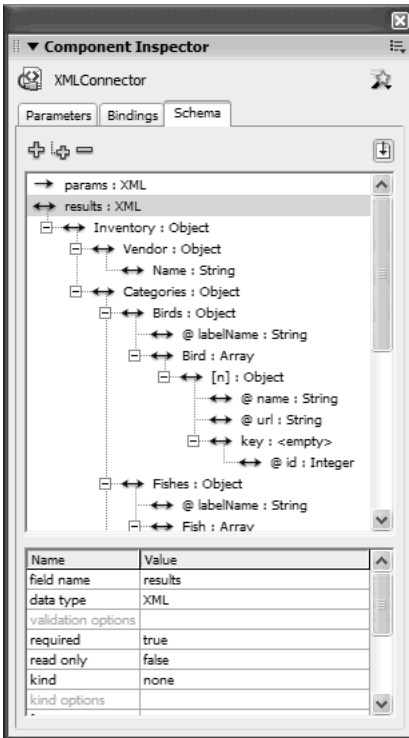 Component Inspector
XMLConnector
Parameters Bindings Schema
params : XML
results : XML
Inventory : Object
Vendor : Object
Name : String
Categories : Object
Birds : Object
@ labelName : String
Bird : Array
[n] : Object
@ name : String
@ url : String
key : <empty>
@ id : Integer
Fishes : Object
@ labelName : String
Fish : Array
Name Value
field name results
data type XML
validation options
required true
read only false
kind none
kind options